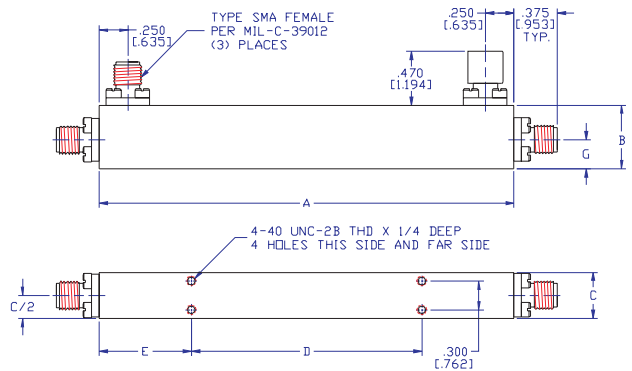 TYPE SMA FEMALE
PER MIL-C-39012
(3) PLACES
.250
[.635]
.250
[.635]
.375
[.953]
TYP.
.470
[1.194]
B
G
A
4-40 UNC-2B THD X 1/4 DEEP
4 HOLES THIS SIDE AND FAR SIDE
C/2
C
E
D
.300
[.762]